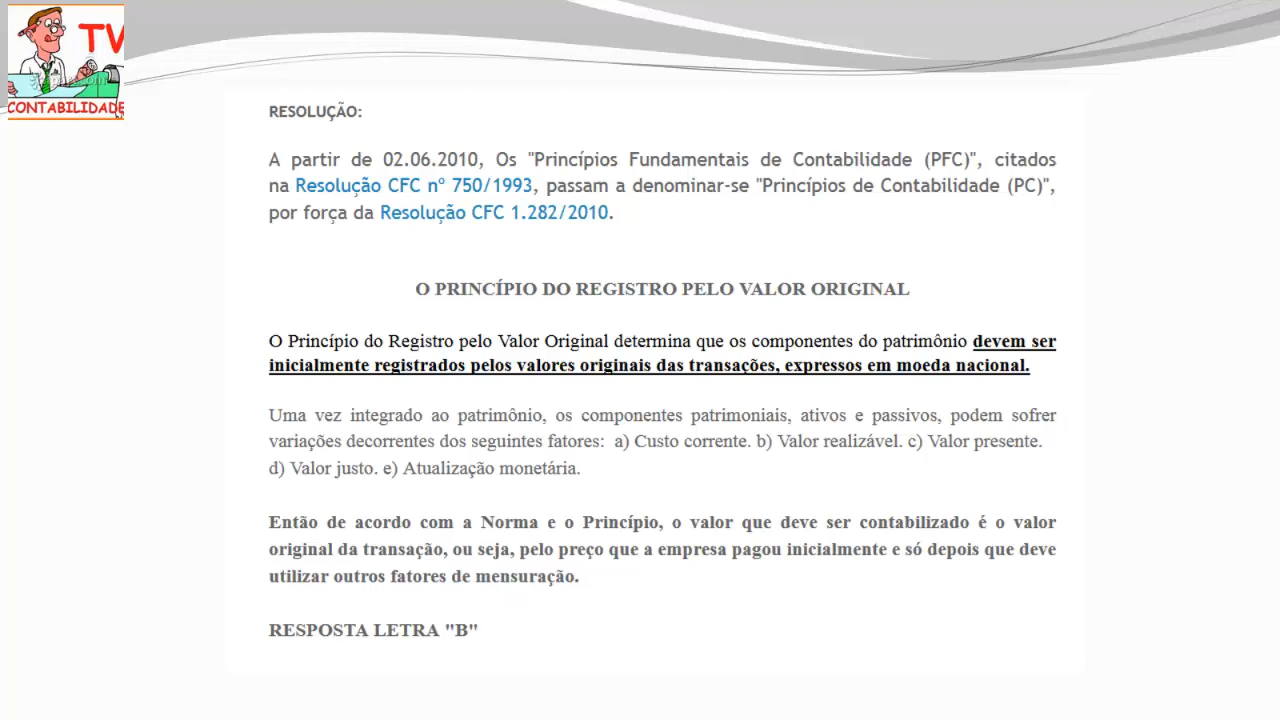 TV
CONTABILIDADE
RESOLUÇÃO:
A partir de 02.06.2010, Os "Princípios Fundamentais de Contabilidade (PFC)", citados
na Resolução CFC nº 750/1993, passam a denominar-se "Princípios de Contabilidade (PC)",
por força da Resolução CFC 1.282/2010.
O PRINCÍPIO DO REGISTRO PELO VALOR ORIGINAL
O Princípio do Registro pelo Valor Original determina que os componentes do patrimônio devem ser
inicialmente registrados pelos valores originais das transações, expressos em moeda nacional.
Uma vez integrado ao patrimônio, os componentes patrimoniais, ativos e passivos, podem sofrer
variações decorrentes dos seguintes fatores: a) Custo corrente. b) Valor realizável. c) Valor presente.
d) Valor justo. e) Atualização monetária.
Então de acordo com a Norma e o Princípio, o valor que deve ser contabilizado é o valor
original da transação, ou seja, pelo preço que a empresa pagou inicialmente e só depois que deve
utilizar outros fatores de mensuração.
RESPOSTA LETRA "B"